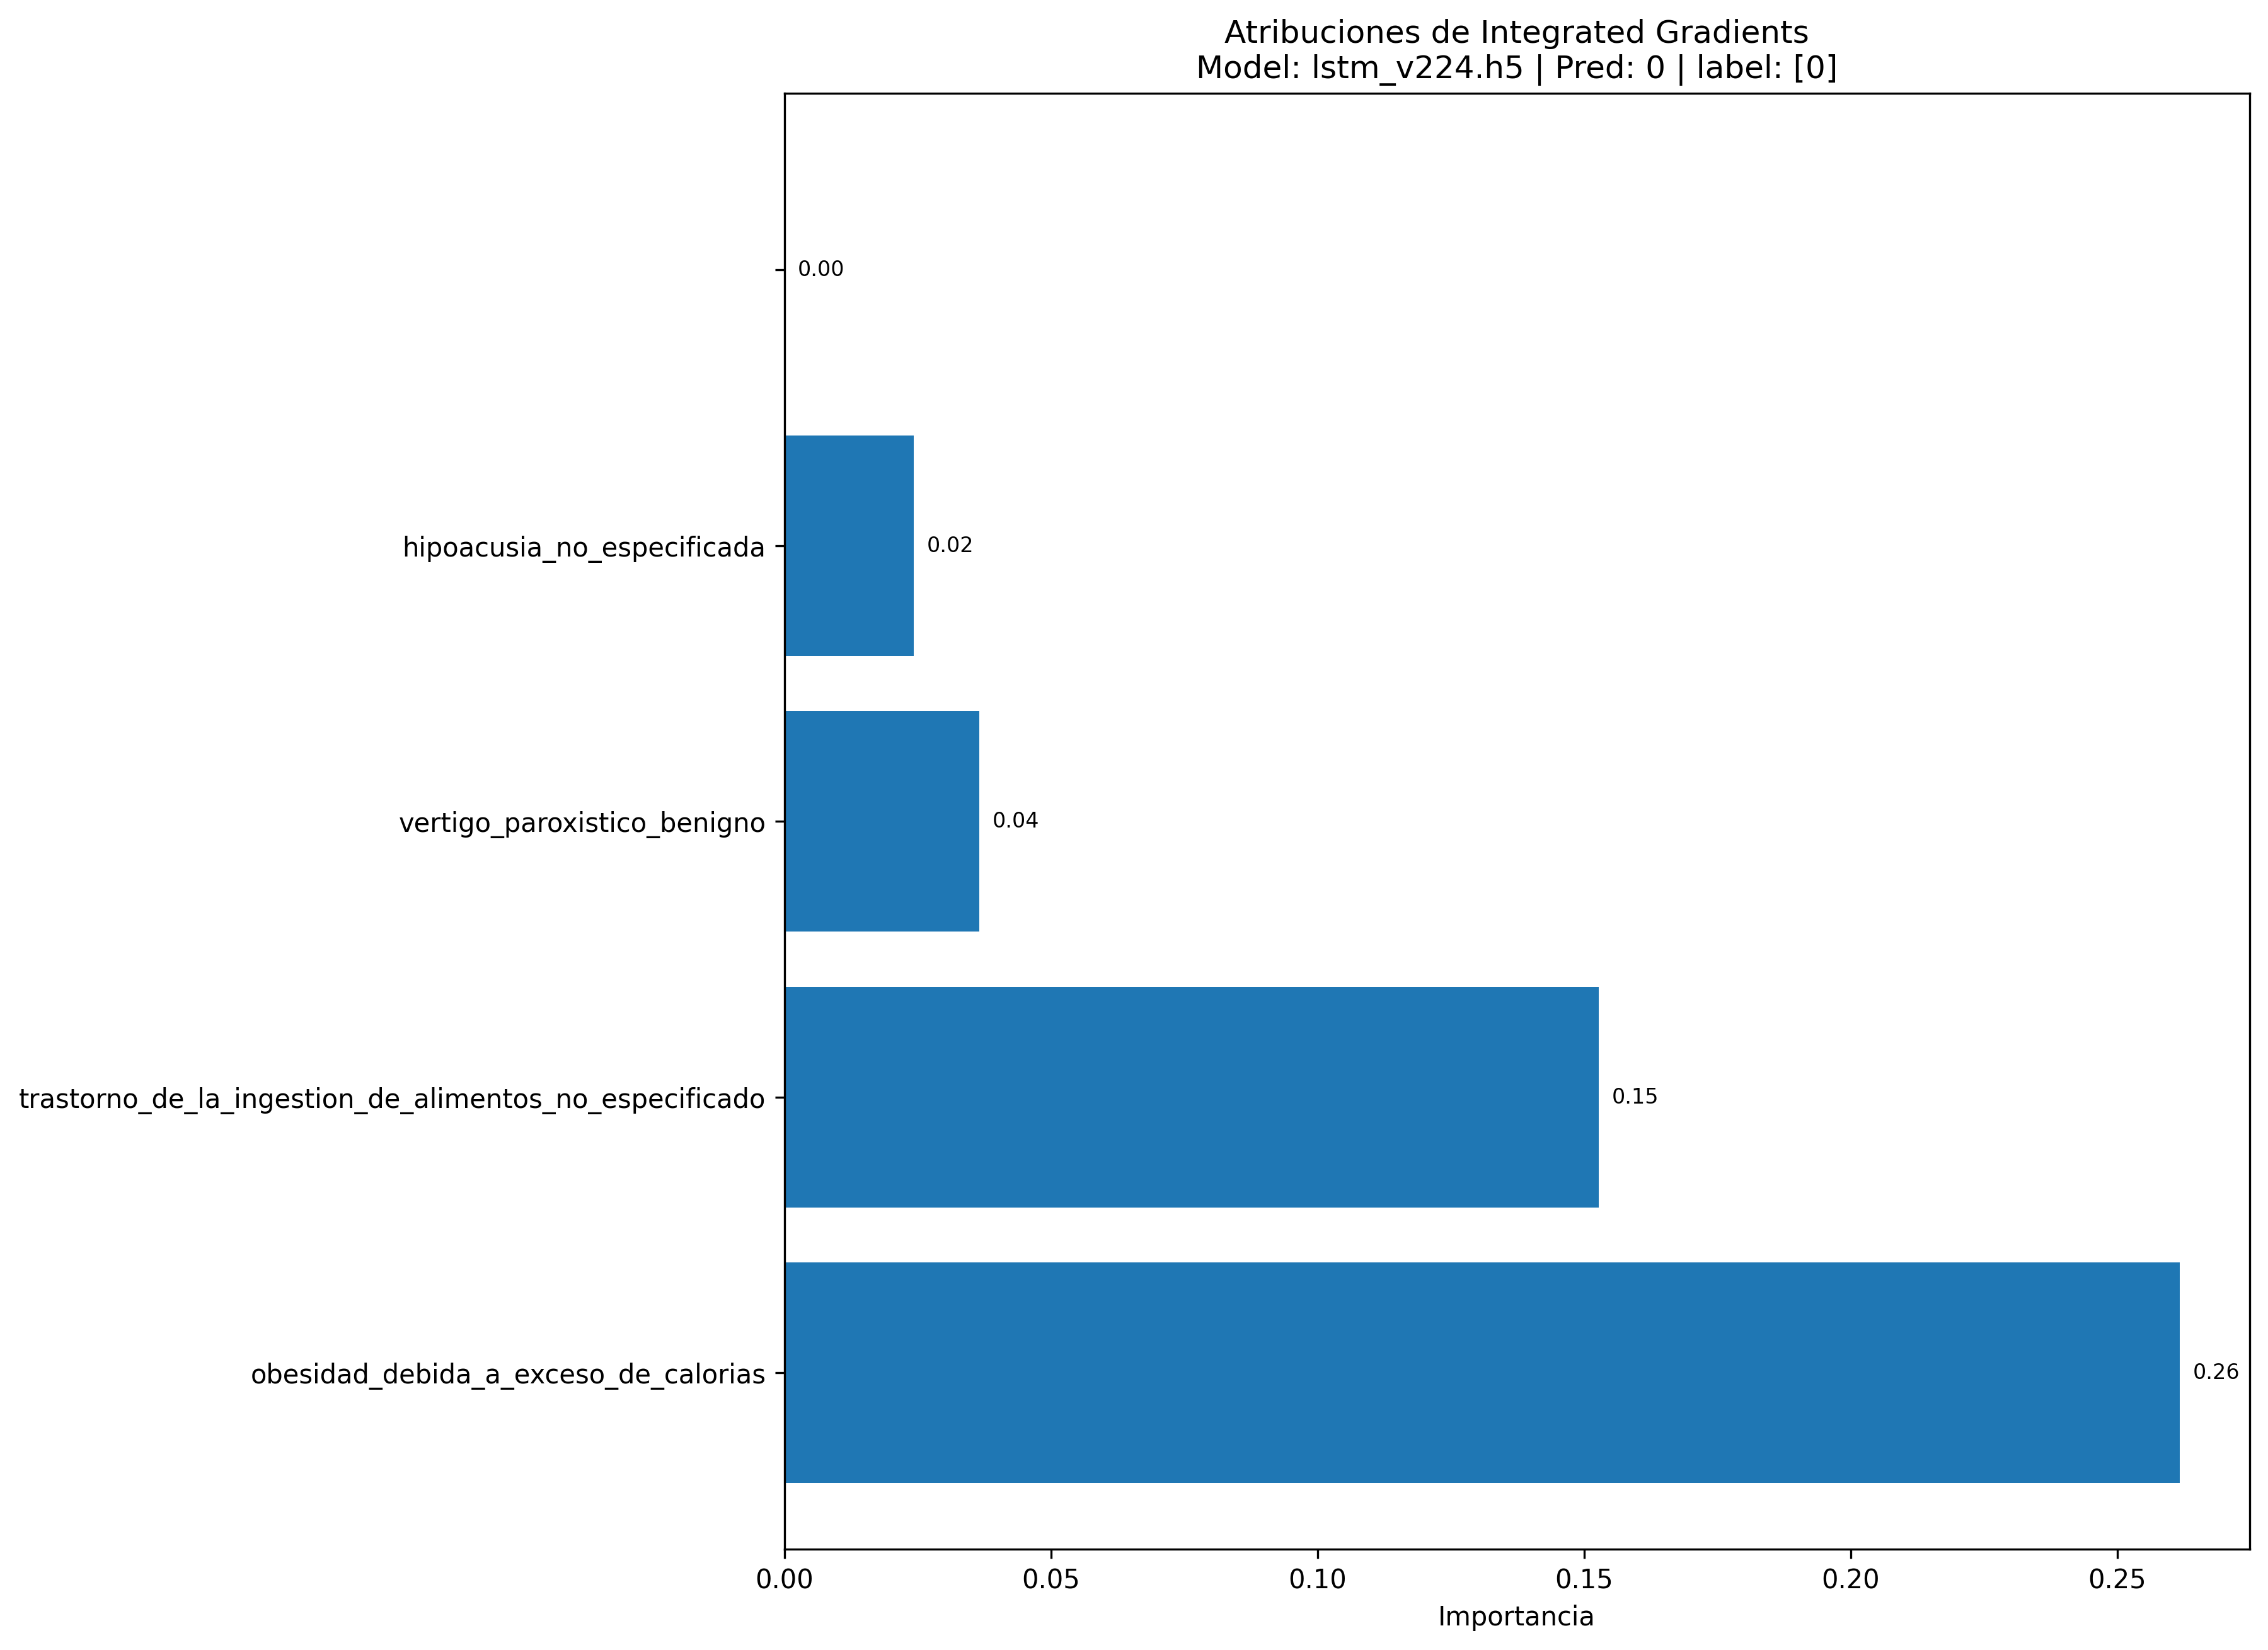 Atribuciones de Integrated Gradients
Model: lstm_v224.h5 | Pred: 0 | label: [0]
0.00
hipoacusia_no_especificada
0.02
vertigo_paroxistico_benigno
0.04
trastorno_de_la_ingestion_de_alimentos_no_especificado
0.15
obesidad_debida_a_exceso_de_calorias
0.26
0.00 0.05 0.10 0.15 0.20 0.25
Importancia